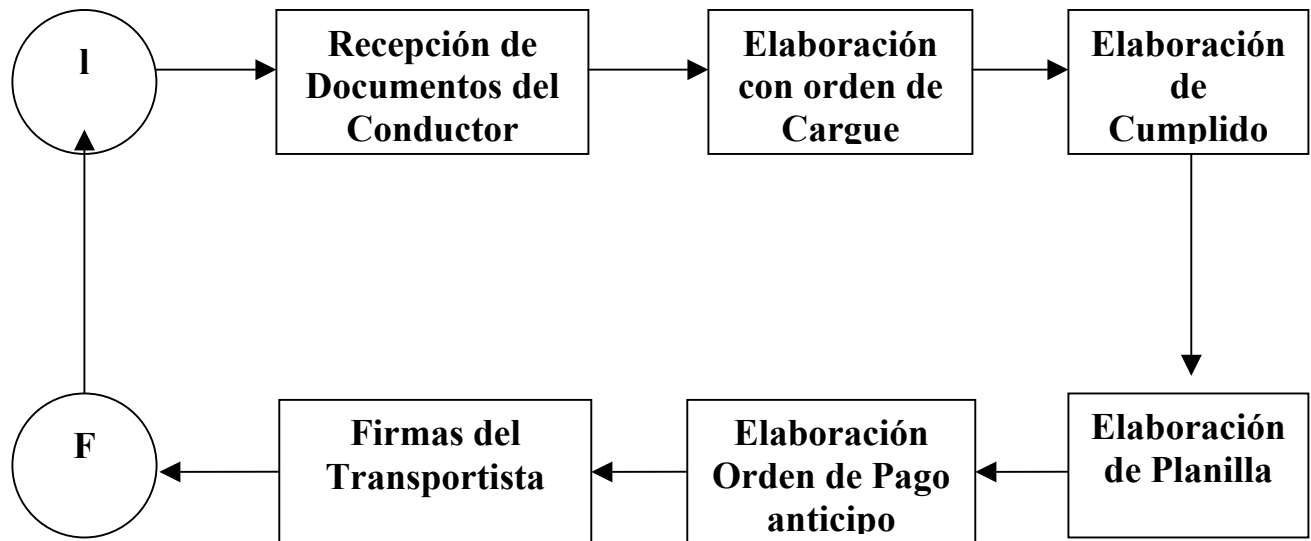 I
Recepción de
Documentos del
Conductor
Elaboración
con orden de
Cargue
Elaboración
de
Cumplido
Elaboración
de Planilla
Elaboración
Orden de Pago
anticipo
Firmas del
Transportista
F